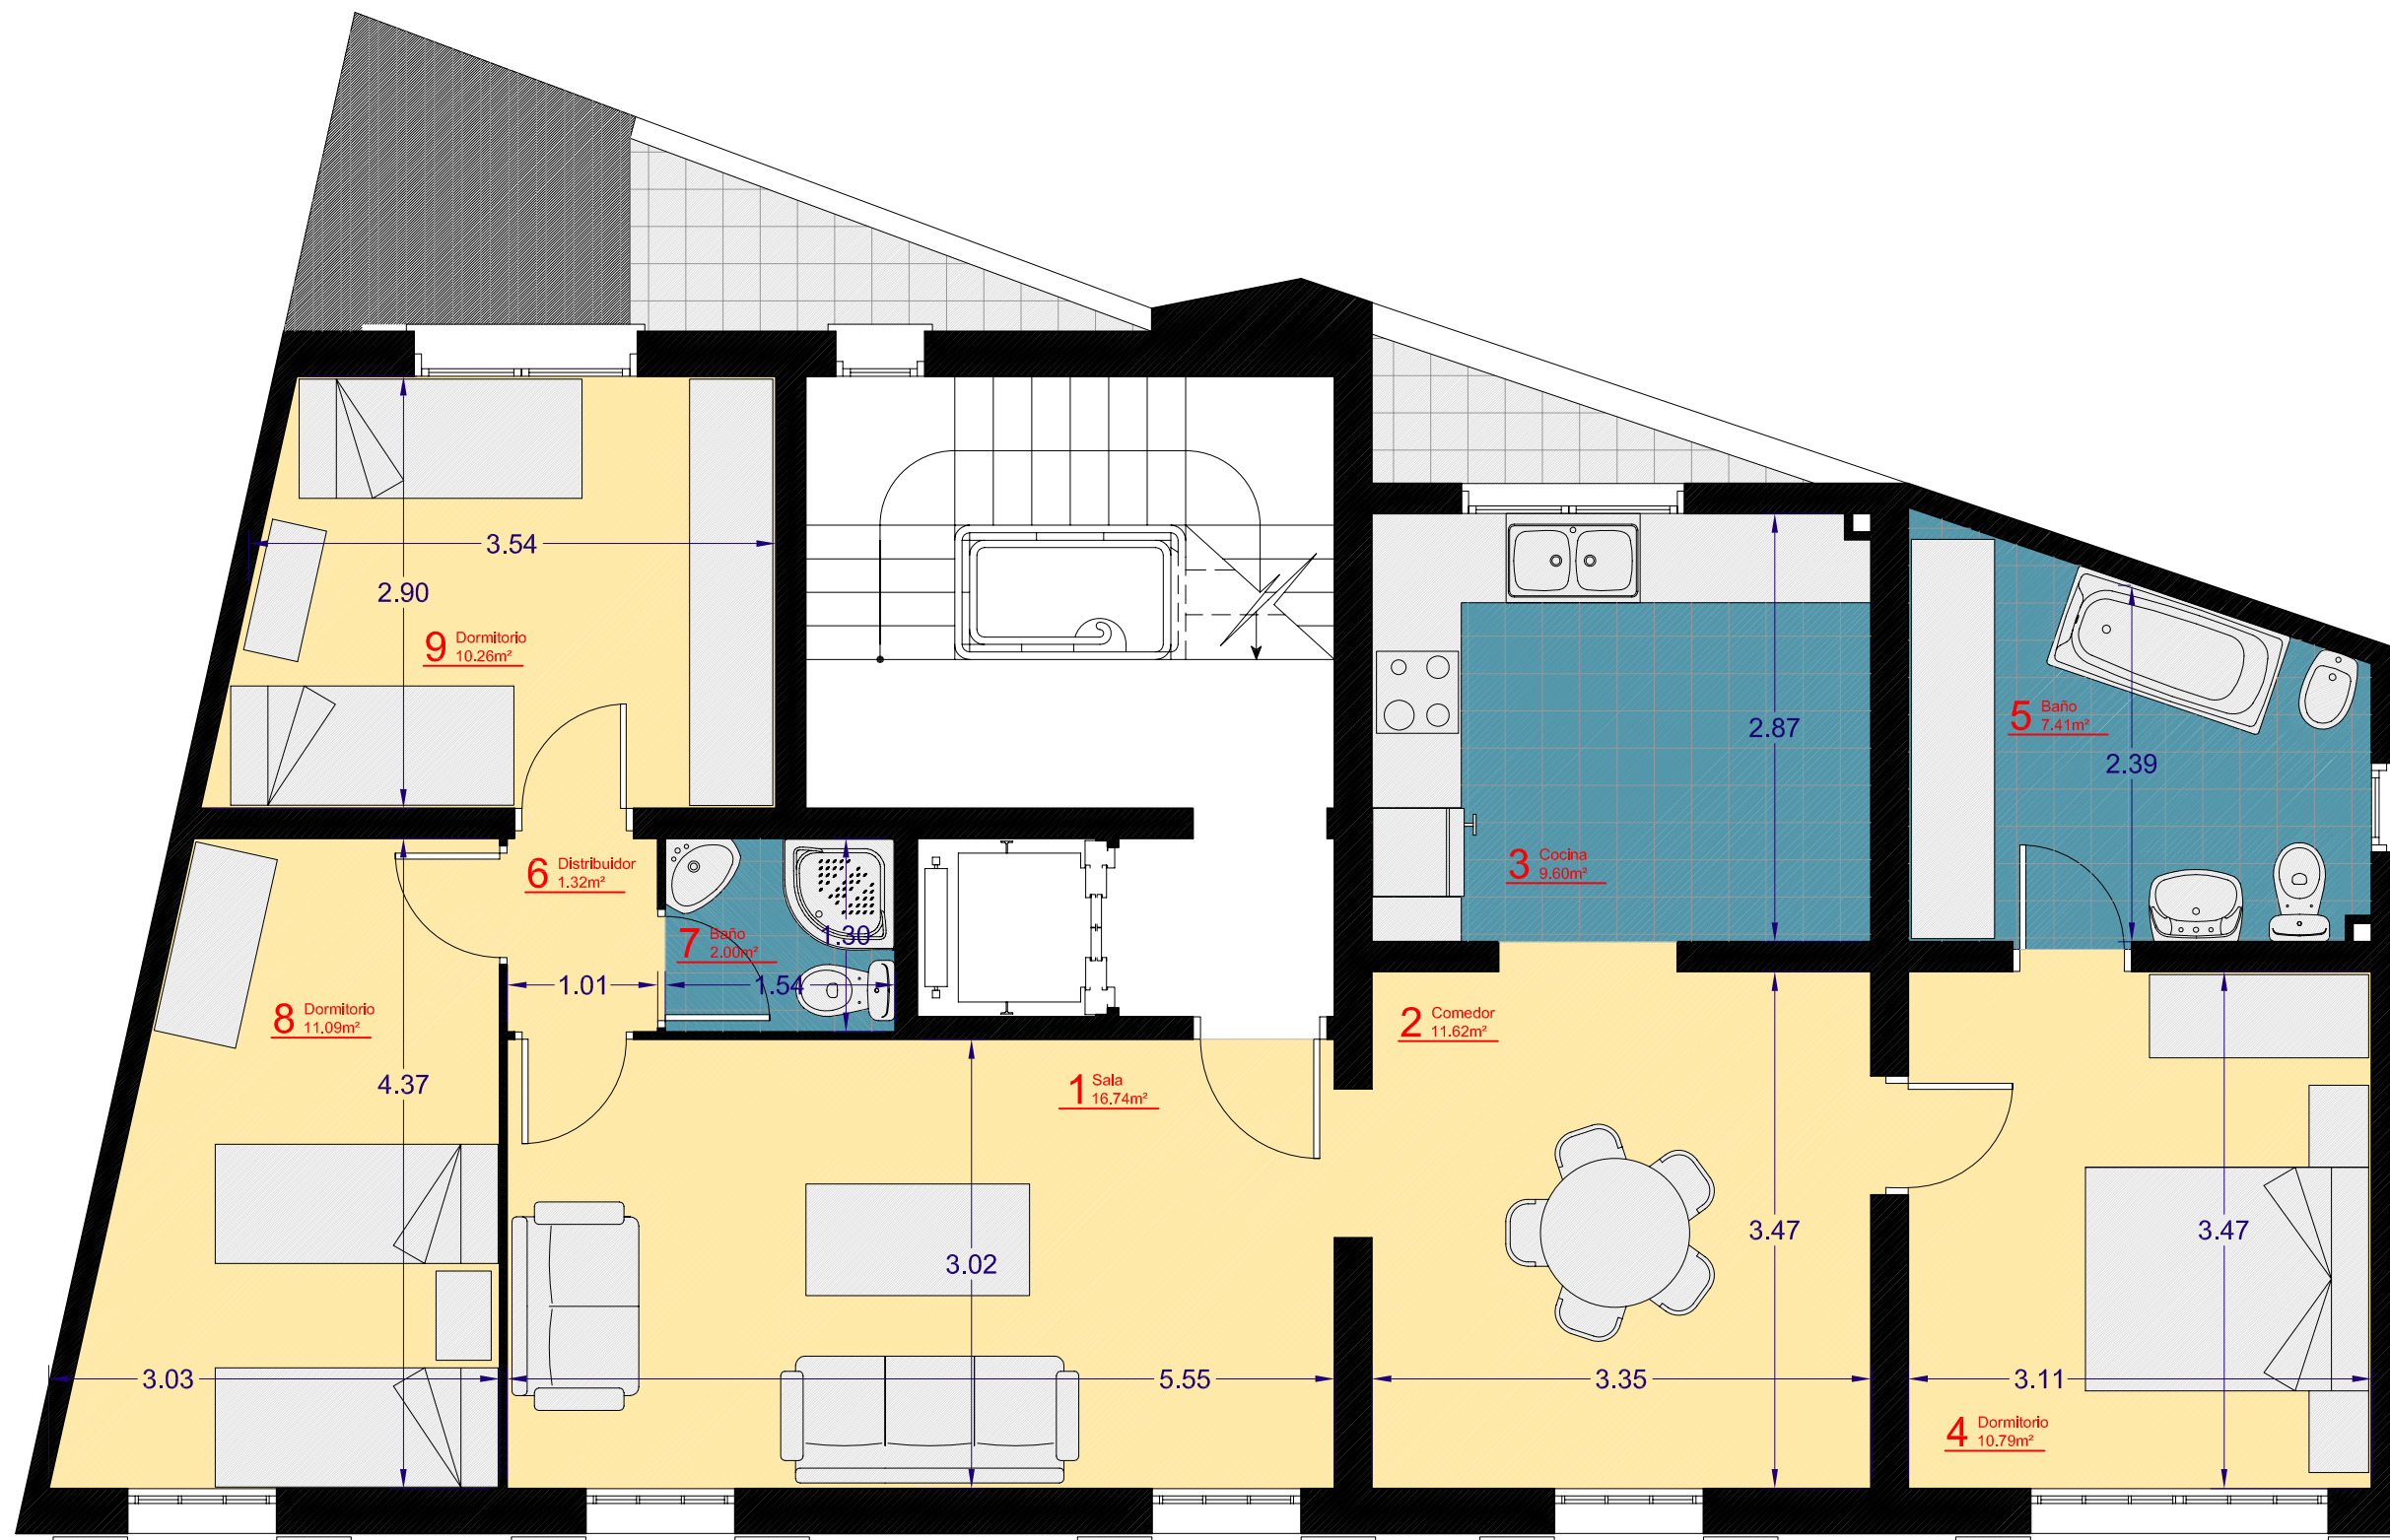 3.54
2.90
9 Dormitorio
10.26m²
2.87
5 Baño
7.41m²
2.39
6 Distribuidor
1.32m²
3 Cocina
9.60m²
7 Baño
2.00m²
1.30
1.01
1.54
8 Dormitorio
11.09m²
2 Comedor
11.62m²
4.37
1 Sala
16.74m²
3.02
3.47
3.47
3.03
5.55
3.35
3.11
4 Dormitorio
10.79m²